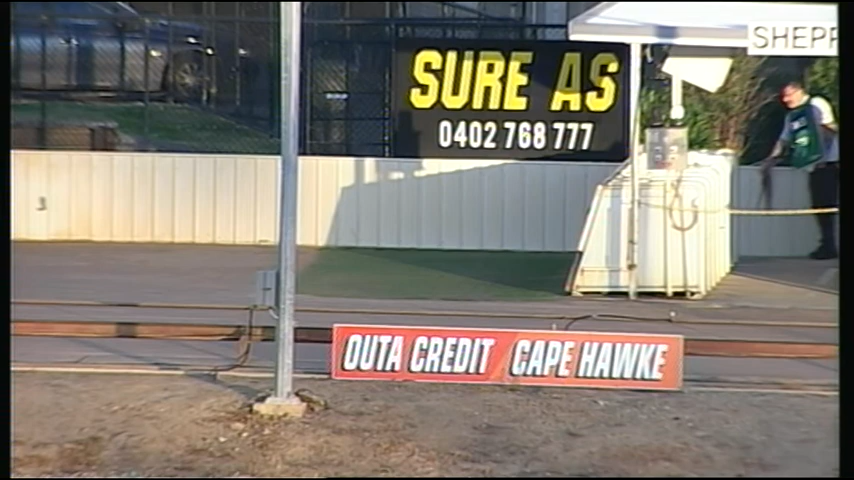 SHEPP
SURE AS
0402 768 777
OUTA CREDIT CAPE HAWKE